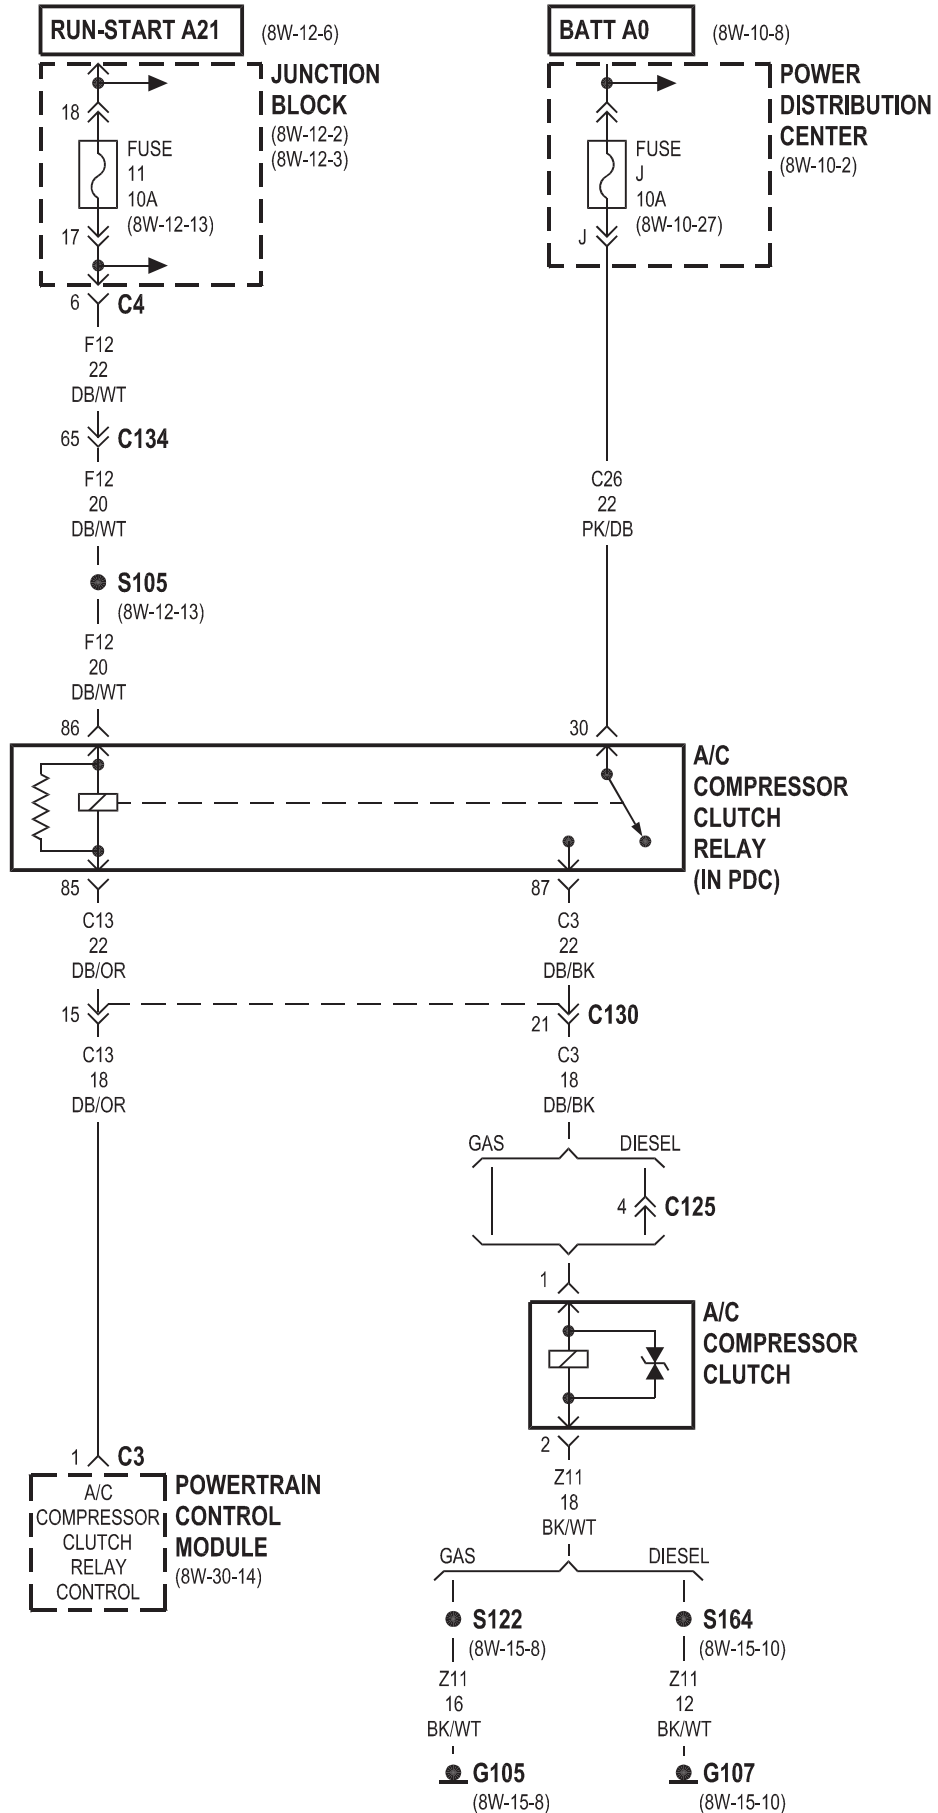 RUN-START A21
(8W-12-6)
BATT A0
(8W-10-8)
JUNCTION
BLOCK
(8W-12-2)
(8W-12-3)
18
FUSE
11
10A
(8W-12-13)
17
POWER
DISTRIBUTION
CENTER
(8W-10-2)
FUSE
J
10A
(8W-10-27)
J
6
C4
F12
22
DB/WT
65
C134
F12
20
DB/WT
S105
(8W-12-13)
F12
20
DB/WT
86
C26
22
PK/DB
30
A/C
COMPRESSOR
CLUTCH
RELAY
(IN PDC)
85
C13
22
DB/OR
87
C3
22
DB/BK
15
21
C130
C13
18
DB/OR
C3
18
DB/BK
GAS
DIESEL
4
C125
1
A/C
COMPRESSOR
CLUTCH
2
1
C3
A/C
COMPRESSOR
CLUTCH
RELAY
CONTROL
POWERTRAIN
CONTROL
MODULE
(8W-30-14)
Z11
18
BK/WT
GAS
DIESEL
S122
(8W-15-8)
S164
(8W-15-10)
Z11
16
BK/WT
Z11
12
BK/WT
G105
(8W-15-8)
G107
(8W-15-10)